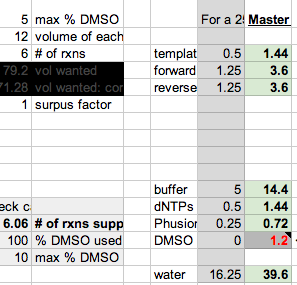 5 max % DMSO For a 2 Master
12 volume of each
6 # of rxns templat 0.5 1.44
79.2 vol wanted forward 1.25 3.6
71.28 vol wanted: cor reverse 1.25 3.6
1 surpus factor
buffer 5 14.4
eck c dNTPs 0.5 1.44
6.06 # of rxns supp Phusior 0.25 0.72
100 % DMSO used DMSO 0 1.2
10 max % DMSO
water 16.25 39.6